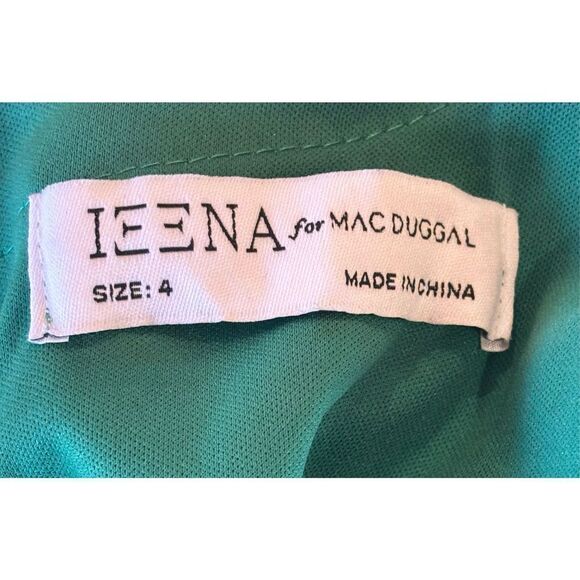 IEENA for MAC DUGGAL
SIZE: 4 MADE IN CHINA